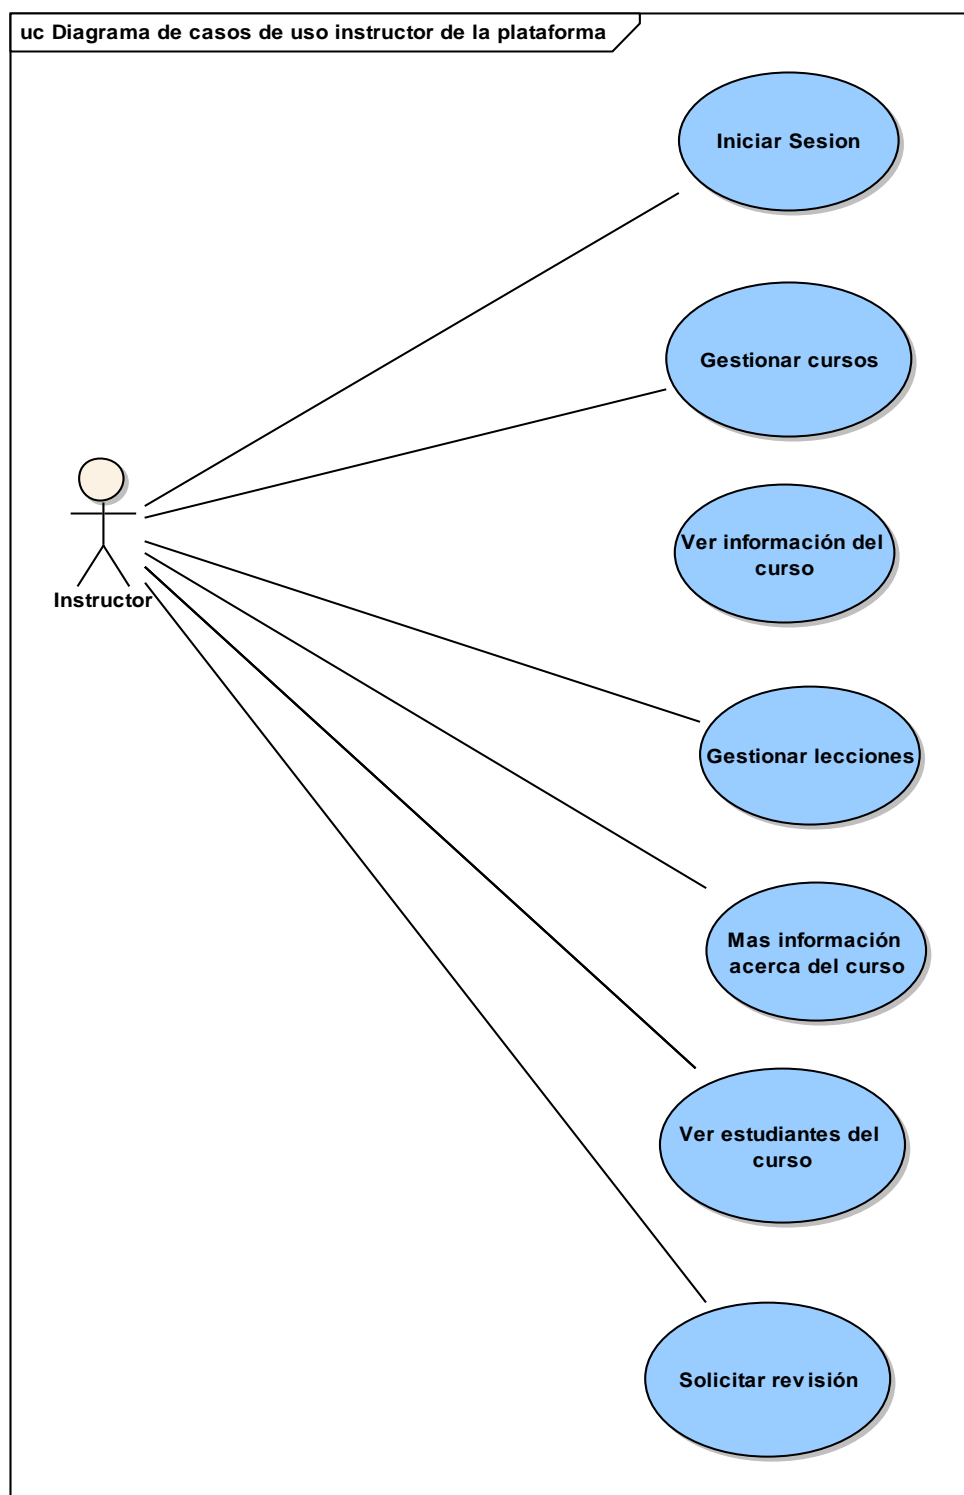 uc Diagrama de casos de uso instructor de la plataforma
Iniciar Sesion
Gestionar cursos
Ver información del
curso
Instructor
Gestionar lecciones
Mas información
acerca del curso
Ver estudiantes del
curso
Solicitar revisión